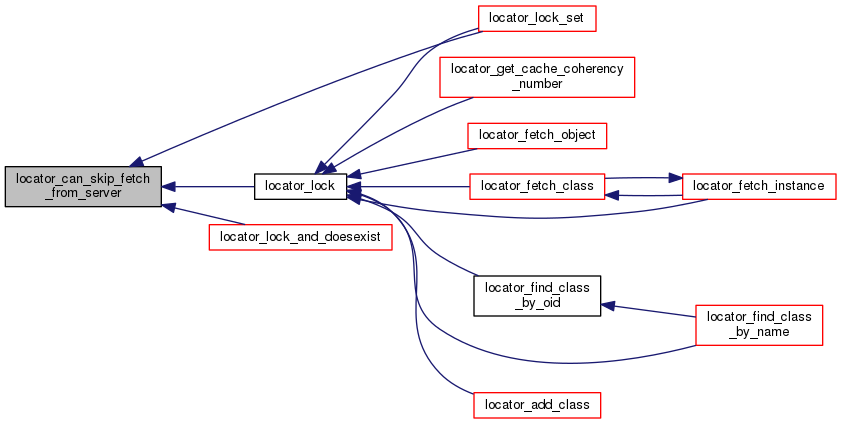 locator_lock_set
locator_get_cache_coherency
_number
locator_fetch_object
locator_can_skip_fetch
_from_server
locator_lock
locator_fetch_class
locator_fetch_instance
locator_lock_and_doesexist
locator_find_class
_by_oid
locator_find_class
_by_name
locator_add_class